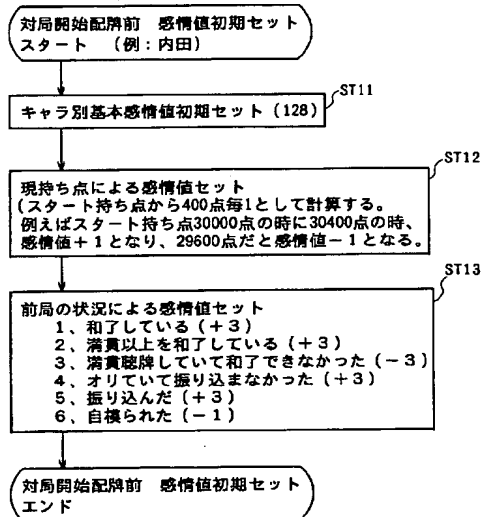 対局開始配牌前 感情値初期セット
スタート (例:内田)
ST11
キャラ別基本感情値初期セット(128)
ST12
現持ち点による感情値セット
(スタート持ち点から400点毎1として計算する。
例えばスタート持ち点30000点の時に30400点の時、
感情値+1となり、29600点だと感情値-1となる。
ST13
前局の状況による感情値セット
1、和了している(+3)
2、満貫以上を和了している(+3)
3、満貫聴牌していて和了できなかった(-3)
4、オリていて振り込まなかった(+3)
5、振り込んだ(+3)
6、自模られた(-1)
対局開始配牌前 感情値初期セット
エンド